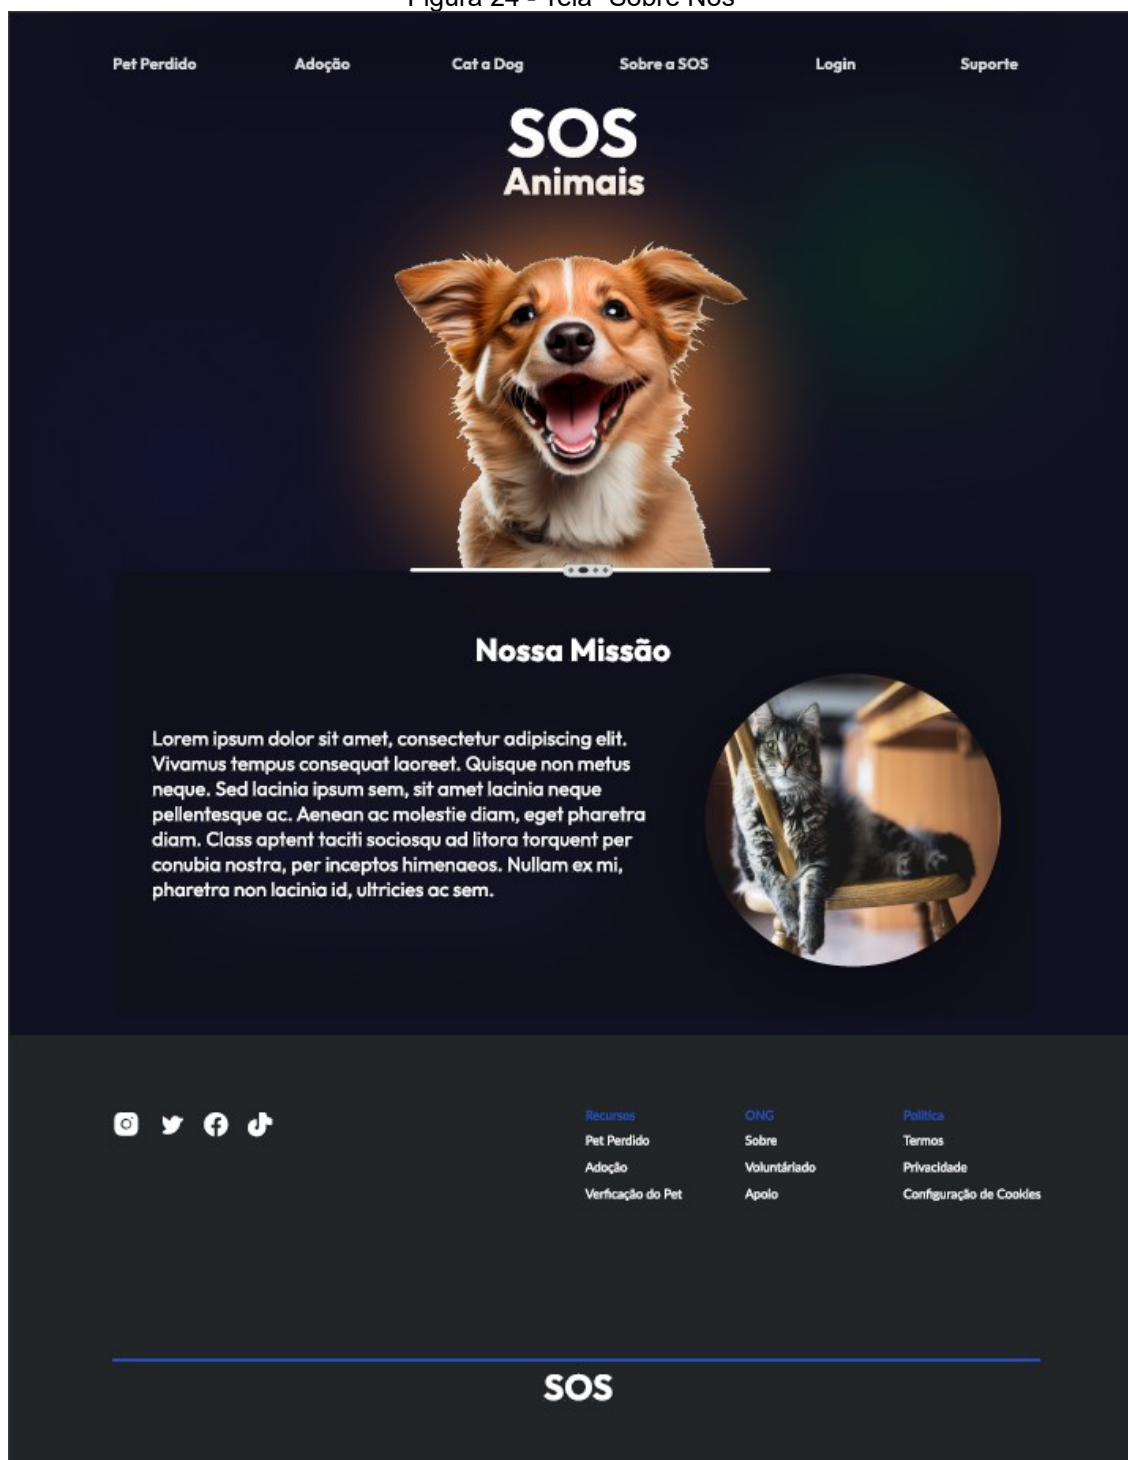 Figura 24 - Tela "Sobre Nós"
Pet Perdido Adoção Cat a Dog Sobre a SOS Login Suporte
SOS
Animais
Nossa Missão
Lorem ipsum dolor sit amet, consectetur adipiscing elit.
Vivamus tempus consequat laoreet. Quisque non metus
neque. Sed lacinia ipsum sem, sit amet lacinia neque
pellentesque ac. Aenean ac molestie diam, eget pharetra
diam. Class aptent taciti sociosqu ad litora torquent per
conubia nostra, per inceptos himenaeos. Nullam ex mi,
pharetra non lacinia id, ultricies ac sem.
Recursos ONG Politica
Pet Perdido Sobre Termos
Adoção Voluntáriado Privacidade
Verficação do Pet Apoio Configuração de Cookies
SOS